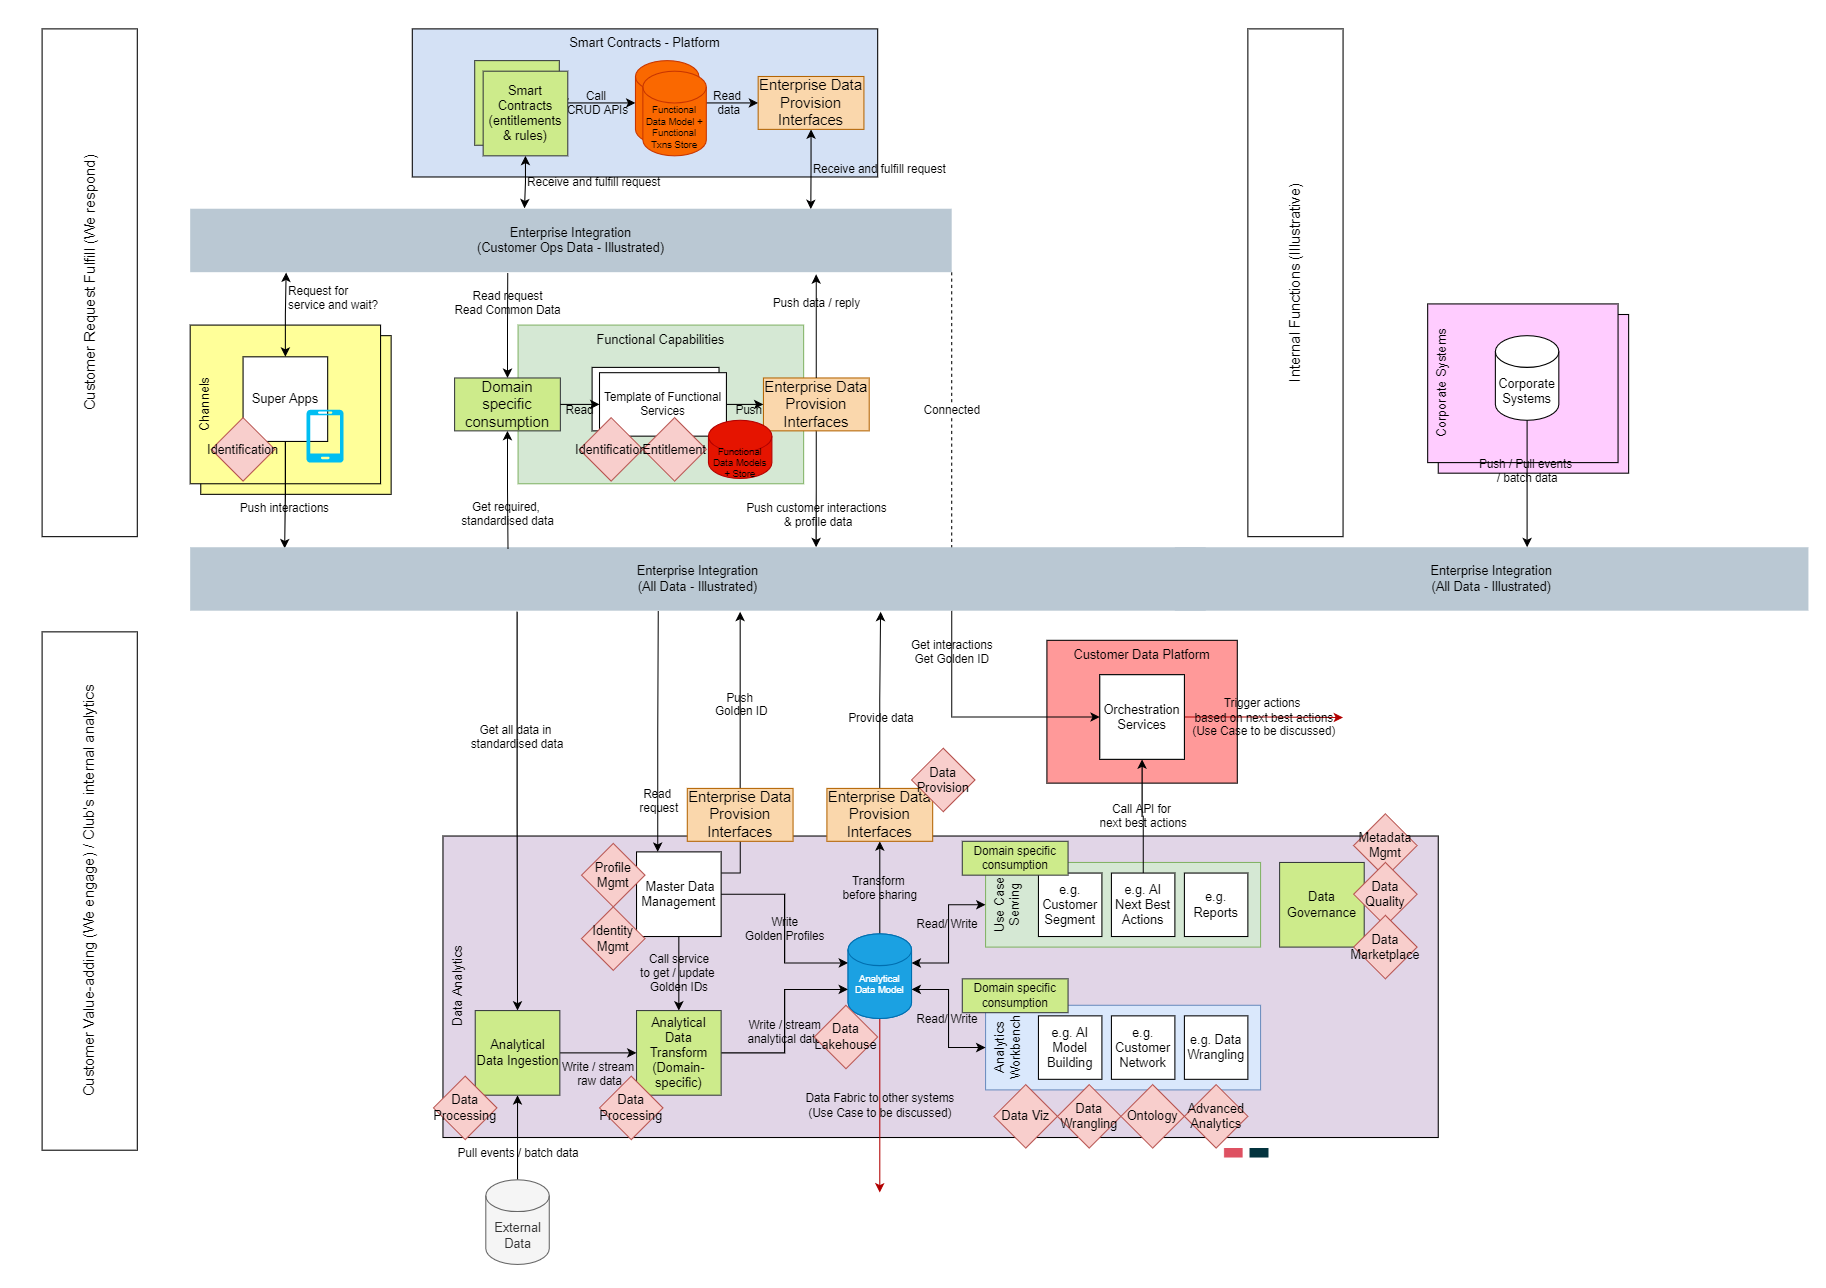 Customer Request Fulfill (We respond)
Smart Contracts - Platform
Smart
Contracts
(entitlements
& rules)
Call
CRUD APIs
Functional
Data Model +
Functional
Txns Store
Read
data
Enterprise Data
Provision
Interfaces
Receive and fulfill request
Receive and fulfill request
Enterprise Integration
(Customer Ops Data - Illustrated)
Request for
service and wait?
Read request
Read Common Data
Push data / reply
Channels
Super Apps
Identification
Push interactions
Functional Capabilities
Domain
specific
consumption
Read
Template of Functional
Services
Push
Identification
Entitlement
Functional
Data Models
+ Store
Enterprise Data
Provision
Interfaces
Get required,
standardised data
Push customer interactions
& profile data
Connected
Internal Functions (Illustrative)
Corporate Systems
Corporate
Systems
Push / Pull events
/ batch data
Enterprise Integration
(All Data - Illustrated)
Enterprise Integration
(All Data - Illustrated)
Customer Value-adding (We engage) / Club's internal analytics
Get all data in
standardised data
Read
request
Push
Golden ID
Provide data
Get interactions
Get Golden ID
Customer Data Platform
Orchestration
Services
Trigger actions
based on next best actions
(Use Case to be discussed)
Call API for
next best actions
Enterprise Data
Provision
Interfaces
Enterprise Data
Provision
Interfaces
Data
Provision
Data Analytics
Profile
Mgmt
Identity
Mgmt
Master Data
Management
Write
Golden Profiles
Call service
to get / update
Golden IDs
Transform
before sharing
Analytical
Data Model
Data
Lakehouse
Read/ Write
Read/ Write
Domain specific
consumption
Use Case
Serving
e.g.
Customer
Segment
e.g. AI
Next Best
Actions
e.g.
Reports
Data
Governance
Metadata
Mgmt
Data
Quality
Data
Marketplace
Domain specific
consumption
Analytics
Workbench
e.g. AI
Model
Building
e.g.
Customer
Network
e.g. Data
Wrangling
Data Viz
Data
Wrangling
Ontology
Advanced
Analytics
Analytical
Data Ingestion
Data
Processing
Write / stream
raw data
Analytical
Data
Transform
(Domain-
specific)
Data
Processing
Write / stream
analytical data
Data Fabric to other systems
(Use Case to be discussed)
Pull events / batch data
External
Data